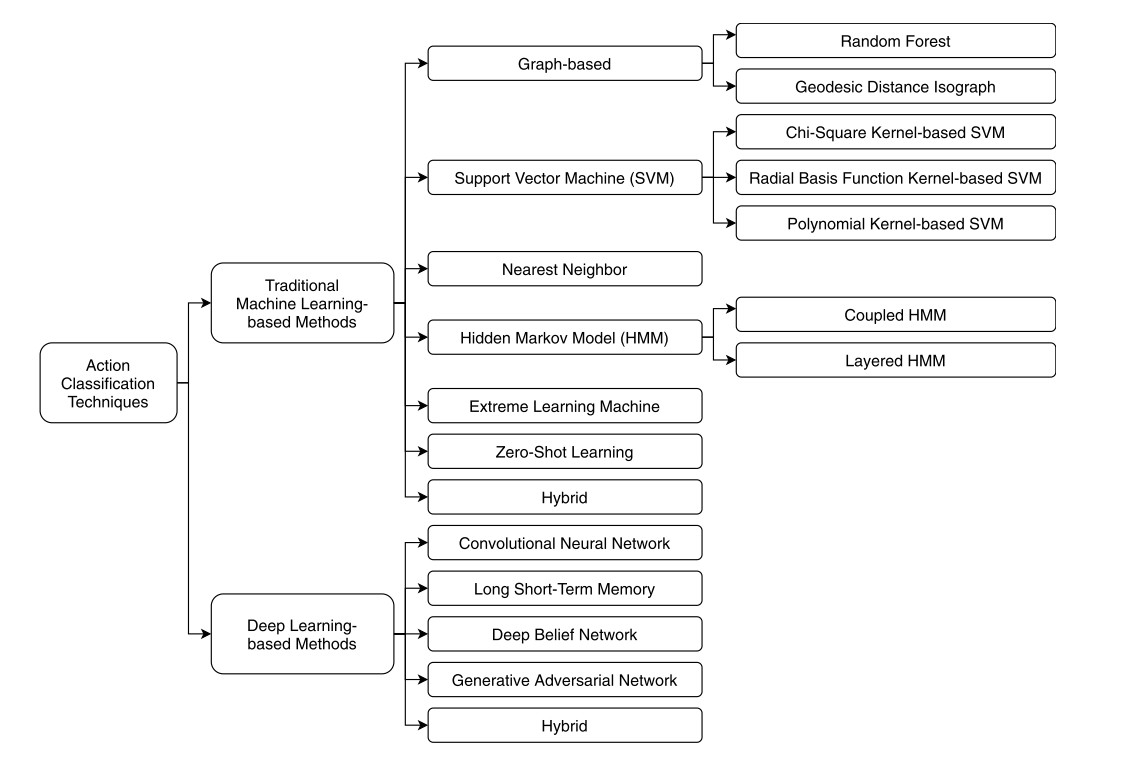 Action
Classification
Techniques
Traditional
Machine Learning-
based Methods
Graph-based
Random Forest
Geodesic Distance Isograph
Support Vector Machine (SVM)
Chi-Square Kernel-based SVM
Radial Basis Function Kernel-based SVM
Polynomial Kernel-based SVM
Nearest Neighbor
Hidden Markov Model (HMM)
Coupled HMM
Layered HMM
Extreme Learning Machine
Zero-Shot Learning
Hybrid
Deep Learning-
based Methods
Convolutional Neural Network
Long Short-Term Memory
Deep Belief Network
Generative Adversarial Network
Hybrid